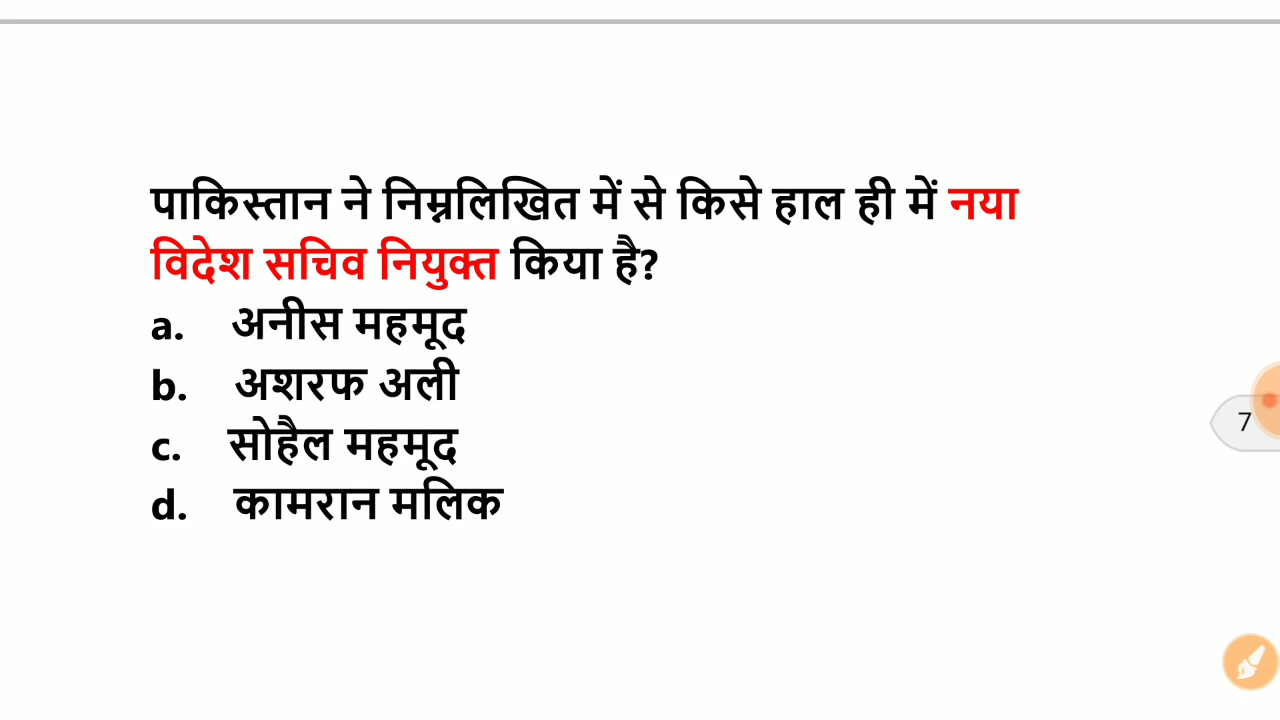 पाकिस्तान ने निम्नलिखित में से किसे हाल ही में नया
विदेश सचिव नियुक्त किया है?
a. अनीस महमूद
b. अशरफ अली
c. सोहैल महमूद
d. कामरान मलिक
7